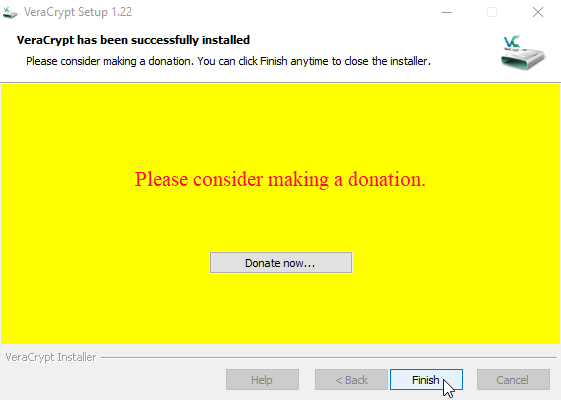 VeraCrypt Setup 1.22
VeraCrypt has been successfully installed
Please consider making a donation. You can click Finish anytime to close the installer.
VC
Please consider making a donation.
Donate now...
VeraCrypt Installer
Help
< Back
Finish
Cancel